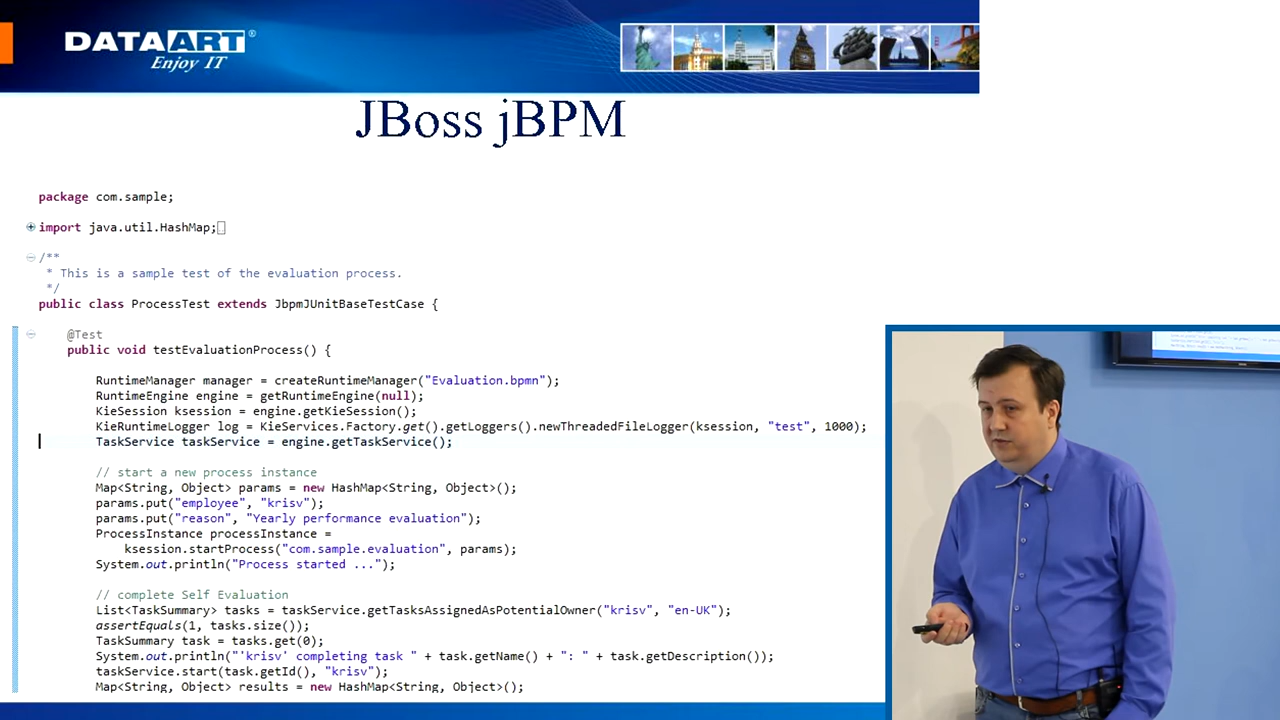 DATAART®
Enjoy IT
JBoss jBPM
package com.sample;
import java.util.HashMap;
/**
* This is a sample test of the evaluation process.
*/
public class ProcessTest extends JbpmJUnitBaseTestCase {
@Test
public void testEvaluationProcess() {
RuntimeManager manager = createRuntimeManager("Evaluation.bpmn");
RuntimeEngine engine = getRuntimeEngine(null);
KieSession ksession = engine.getKieSession();
KieRuntimeLogger log = KieServices.Factory.get().getLoggers().newThreadedFileLogger(ksession, "test", 1000);
TaskService taskService = engine.getTaskService();
// start a new process instance
Map<String, Object> params = new HashMap<String, Object>();
params.put("employee", "krisv");
params.put("reason", "Yearly performance evaluation");
ProcessInstance processInstance =
ksession.startProcess("com.sample.evaluation", params);
System.out.println("Process started ...");
// complete Self Evaluation
List<TaskSummary> tasks = taskService.getTasksAssignedAsPotentialOwner("krisv", "en-UK");
assertEquals(1, tasks.size());
TaskSummary task = tasks.get(0);
System.out.println("'krisv' completing task " + task.getName() + ": " + task.getDescription());
taskService.start(task.getId(), "krisv");
Map<String, Object> results = new HashMap<String, Object>();